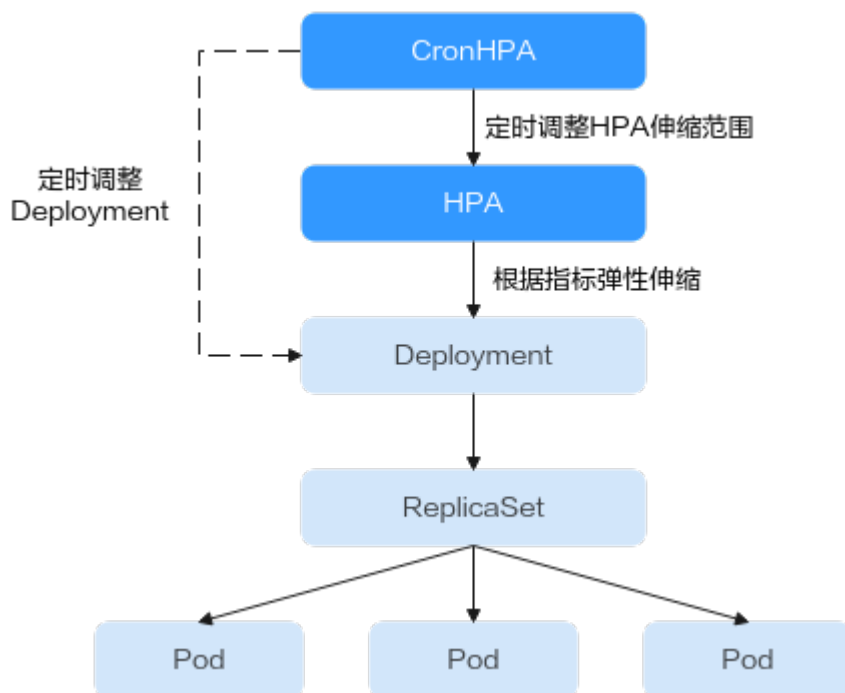 CronHPA
定时调整HPA伸缩范围
定时调整
Deployment
HPA
根据指标弹性伸缩
Deployment
ReplicaSet
Pod
Pod
Pod